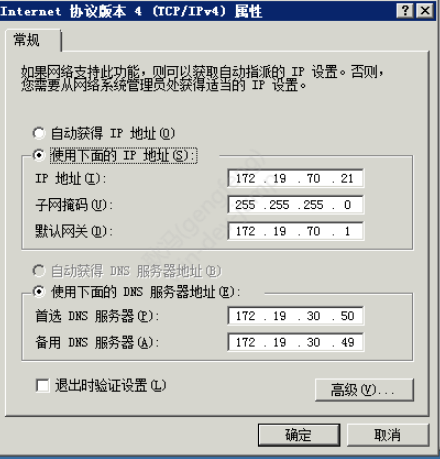 Internet 协议版本 4 (TCP/IPv4) 属性
常规
如果网络支持此功能，则可以获取自动指派的 IP 设置。否则，
您需要从网络系统管理员处获得适当的 IP 设置。
自动获得 IP 地址(O)
使用下面的 IP 地址(S):
IP 地址(I): 172 . 19 . 70 . 21
子网掩码(U): 255 . 255 . 255 . 0
默认网关(D): 172 . 19 . 70 . 1
自动获得 DNS 服务器地址(B)
使用下面的 DNS 服务器地址(E):
首选 DNS 服务器(P): 172 . 19 . 30 . 50
备用 DNS 服务器(A): 172 . 19 . 30 . 49
退出时验证设置(L)
高级(V)...
确定 取消